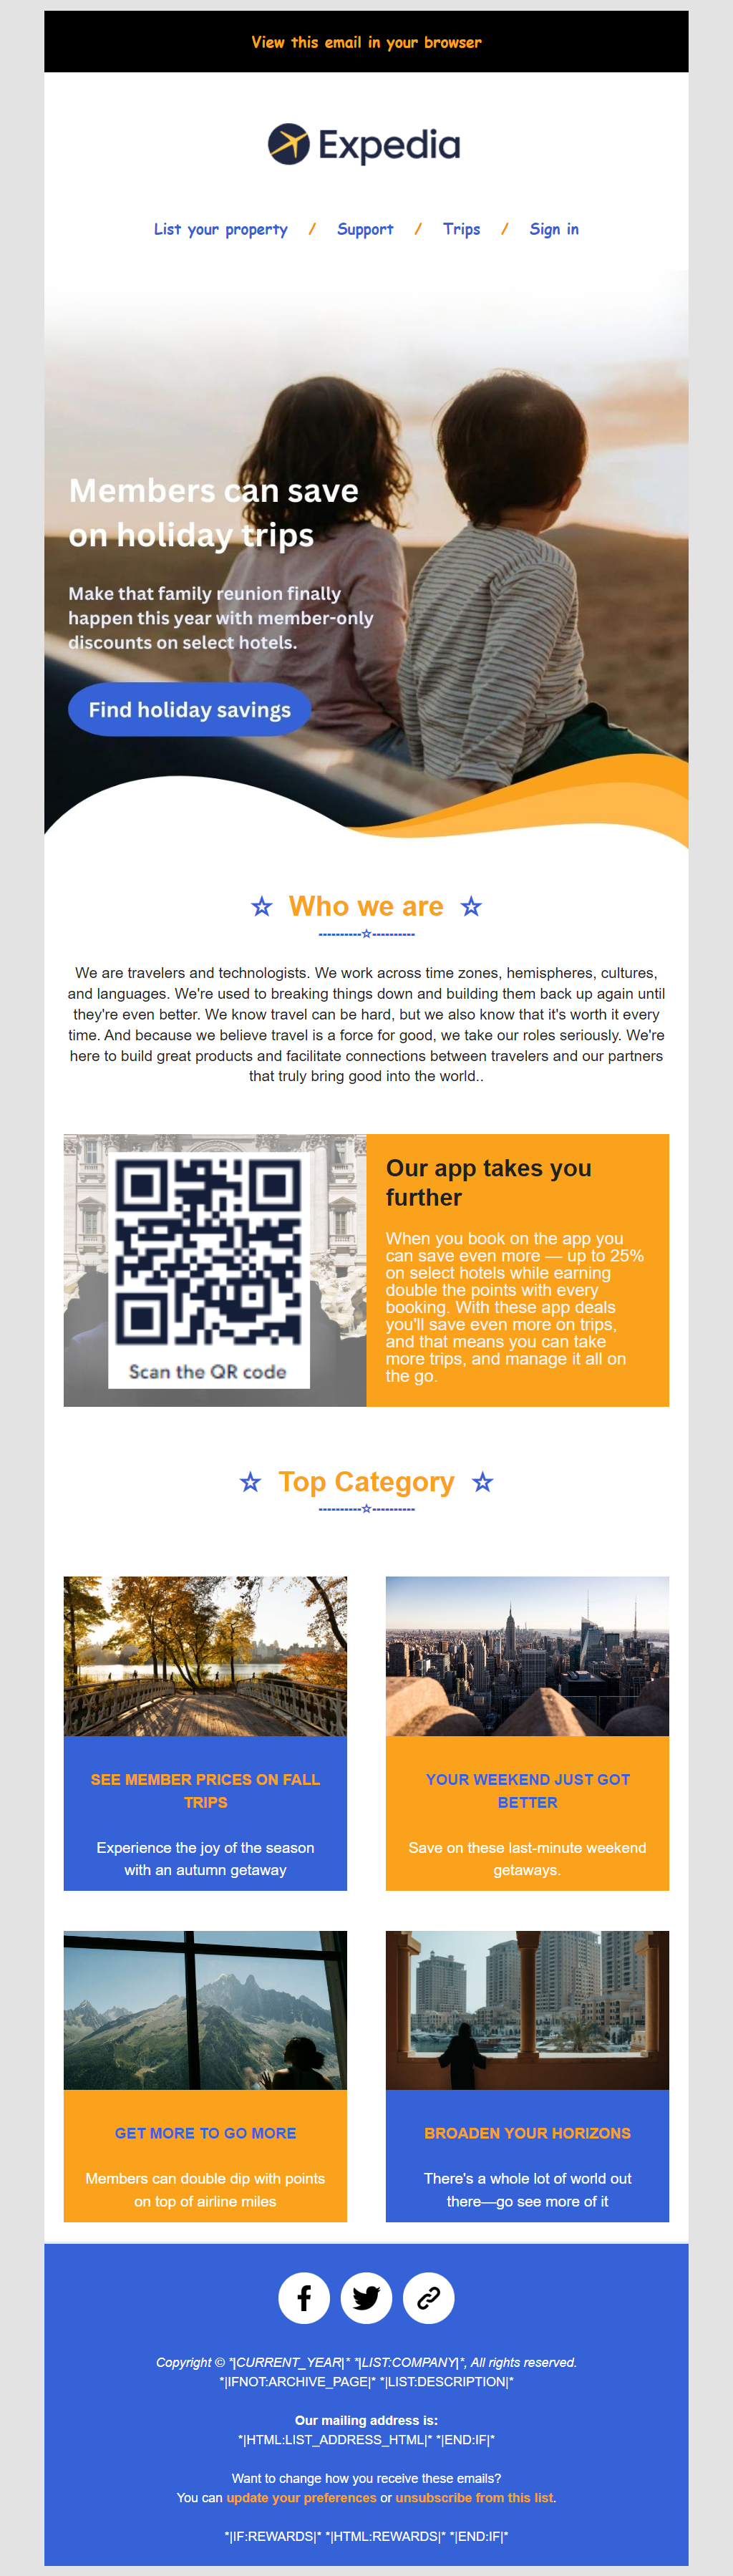 View this email in your browser
Expedia
List your property / Support / Trips / Sign in
Members can save
on holiday trips
Make that family reunion finally
happen this year with member-only
discounts on select hotels.
Find holiday savings
☆ Who we are ☆
----------☆----------
We are travelers and technologists. We work across time zones, hemispheres, cultures,
and languages. We're used to breaking things down and building them back up again until
they're even better. We know travel can be hard, but we also know that it's worth it every
time. And because we believe travel is a force for good, we take our roles seriously. We're
here to build great products and facilitate connections between travelers and our partners
that truly bring good into the world..
Scan the QR code
Our app takes you
further
When you book on the app you
can save even more — up to 25%
on select hotels while earning
double the points with every
booking. With these app deals
you'll save even more on trips,
and that means you can take
more trips, and manage it all on
the go.
☆ Top Category ☆
----------☆----------
SEE MEMBER PRICES ON FALL
TRIPS
Experience the joy of the season
with an autumn getaway
YOUR WEEKEND JUST GOT
BETTER
Save on these last-minute weekend
getaways.
GET MORE TO GO MORE
Members can double dip with points
on top of airline miles
BROADEN YOUR HORIZONS
There's a whole lot of world out
there—go see more of it
Copyright © *|CURRENT_YEAR|* *|LIST:COMPANY|*, All rights reserved.
*|IFNOT:ARCHIVE_PAGE|* *|LIST:DESCRIPTION|*
Our mailing address is:
*|HTML:LIST_ADDRESS_HTML|* *|END:IF|*
Want to change how you receive these emails?
You can update your preferences or unsubscribe from this list.
*|IF:REWARDS|* *|HTML:REWARDS|* *|END:IF|*